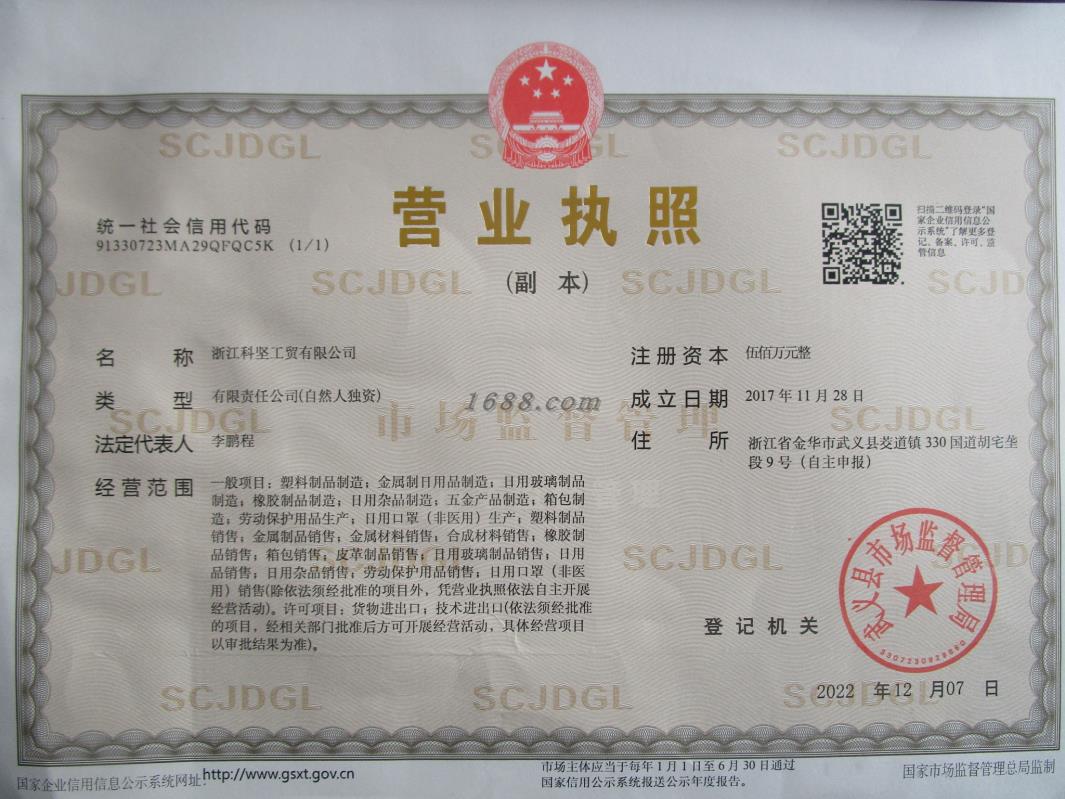 SCJDGL
SCJDGL
营业执照
(副 本)
统一社会信用代码
91330723MA29QFQC5K (1/1)
扫描二维码登录“国
家企业信用信息公
示系统”了解更多登
记、备案、许可、监
管信息
JDGL SCJDGL SCJDGL SCJD
名称 浙江科坚工贸有限公司
类型 有限责任公司(自然人独资)
法定代表人 李鹏程
经营范围 一般项目：塑料制品制造；金属制日用品制造；日用玻璃制品
制造；橡胶制品制造；日用杂品制造；五金产品制造；箱包制
造；劳动保护用品生产；日用口罩（非医用）生产；塑料制品
销售；金属制品销售；金属材料销售；合成材料销售；橡胶制
品销售；箱包销售；皮革制品销售；日用玻璃制品销售；日用
品销售；日用杂品销售；劳动保护用品销售；日用口罩（非医
用）销售(除依法须经批准的项目外，凭营业执照依法自主开展
经营活动)。许可项目：货物进出口；技术进出口(依法须经批准
的项目，经相关部门批准后方可开展经营活动，具体经营项目
以审批结果为准)。
注册资本 伍佰万元整
成立日期 2017年11月28日
住所 浙江省金华市武义县茭道镇330国道胡宅垄
段9号（自主申报）
1688.com
市场监督管理
SCJDGL SCJDGL
JDGL SCJDGL SCJDGL
登记机关
武义县市场监督管理局
2022 年12 月07 日
SCJDGL SCJDGL SCJDGL
国家企业信用信息公示系统网址：http://www.gsxt.gov.cn
市场主体应当于每年1月1日至6月30日通过
国家信用公示系统报送公示年度报告。
国家市场监督管理总局监制